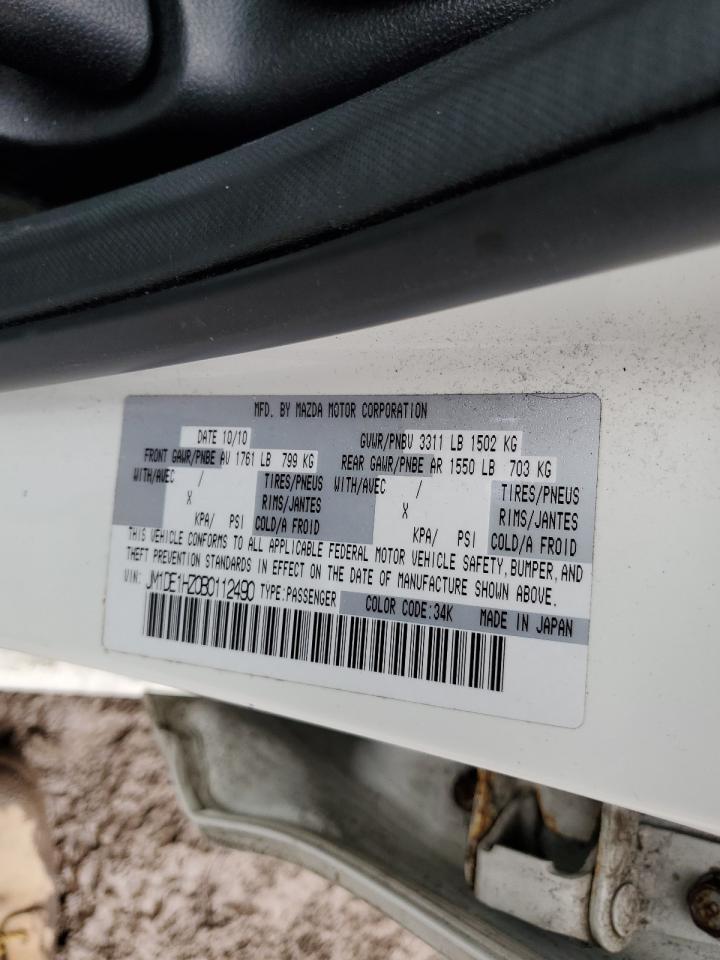 MFD. BY MAZDA MOTOR CORPORATION
DATE 10/10 GVWR/PNBV 3311 LB 1502 KG
FRONT GAWR/PNBE AV 1761 LB 799 KG REAR GAWR/PNBE AR 1550 LB 703 KG
WITH/AVEC / TIRES/PNEUS WITH/AVEC / TIRES/PNEUS
X RIMS/JANTES X RIMS/JANTES
KPA/ PSI COLD/A FROID KPA/ PSI COLD/A FROID
THIS VEHICLE CONFORMS TO ALL APPLICABLE FEDERAL MOTOR VEHICLE SAFETY, BUMPER, AND
THEFT PREVENTION STANDARDS IN EFFECT ON THE DATE OF MANUFACTURE SHOWN ABOVE.
VIN: JM1DE1HZ0B0112490 TYPE:PASSENGER COLOR CODE:34K MADE IN JAPAN